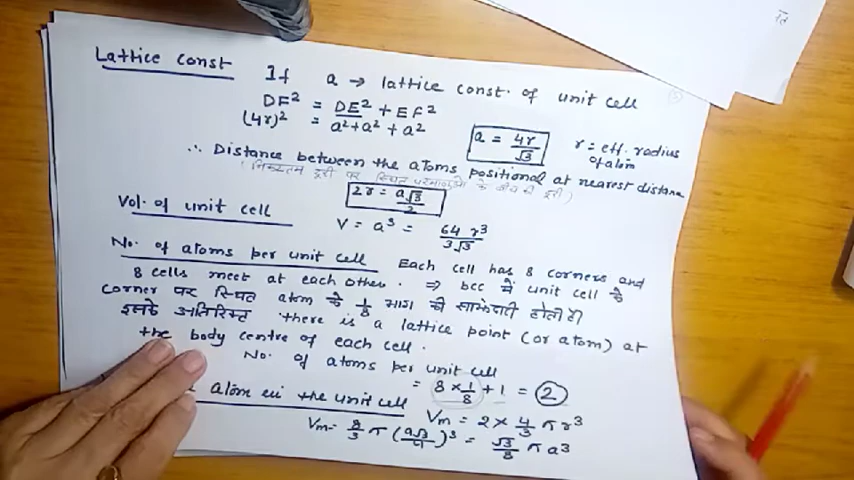 Lattice const
If a → lattice const. of unit cell
DF² = DE² + EF²
(4r)² = a² + a² + a²
a = 4r/√3
r = eff. radius of atom
∴ Distance between the atoms positional at nearest distance
(निकटतम दूरी पर स्थित परमाणुओं के बीच की दूरी)
2r = a√3/2
Vol. of unit cell
V = a³ = 64 r³/3√3
No. of atoms per unit cell Each cell has 8 corners and
8 cells meet at each other. ⇒ bcc में unit cell के
corner पर स्थित atom के 1/8 भाग की साझेदारी होती है।
इसके अतिरिक्त there is a lattice point (or atom) at
the body centre of each cell.
No. of atoms per unit cell
= 8 × 1/8 + 1 = 2
atom in the unit cell
Vm = 2 × 4/3 π r³
Vm = 8/3 π (a√3/4)³ = √3/8 π a³